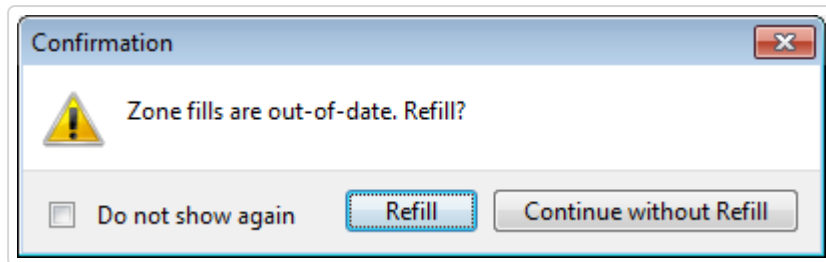 Confirmation
Zone fills are out-of-date. Refill?
Do not show again
Refill
Continue without Refill